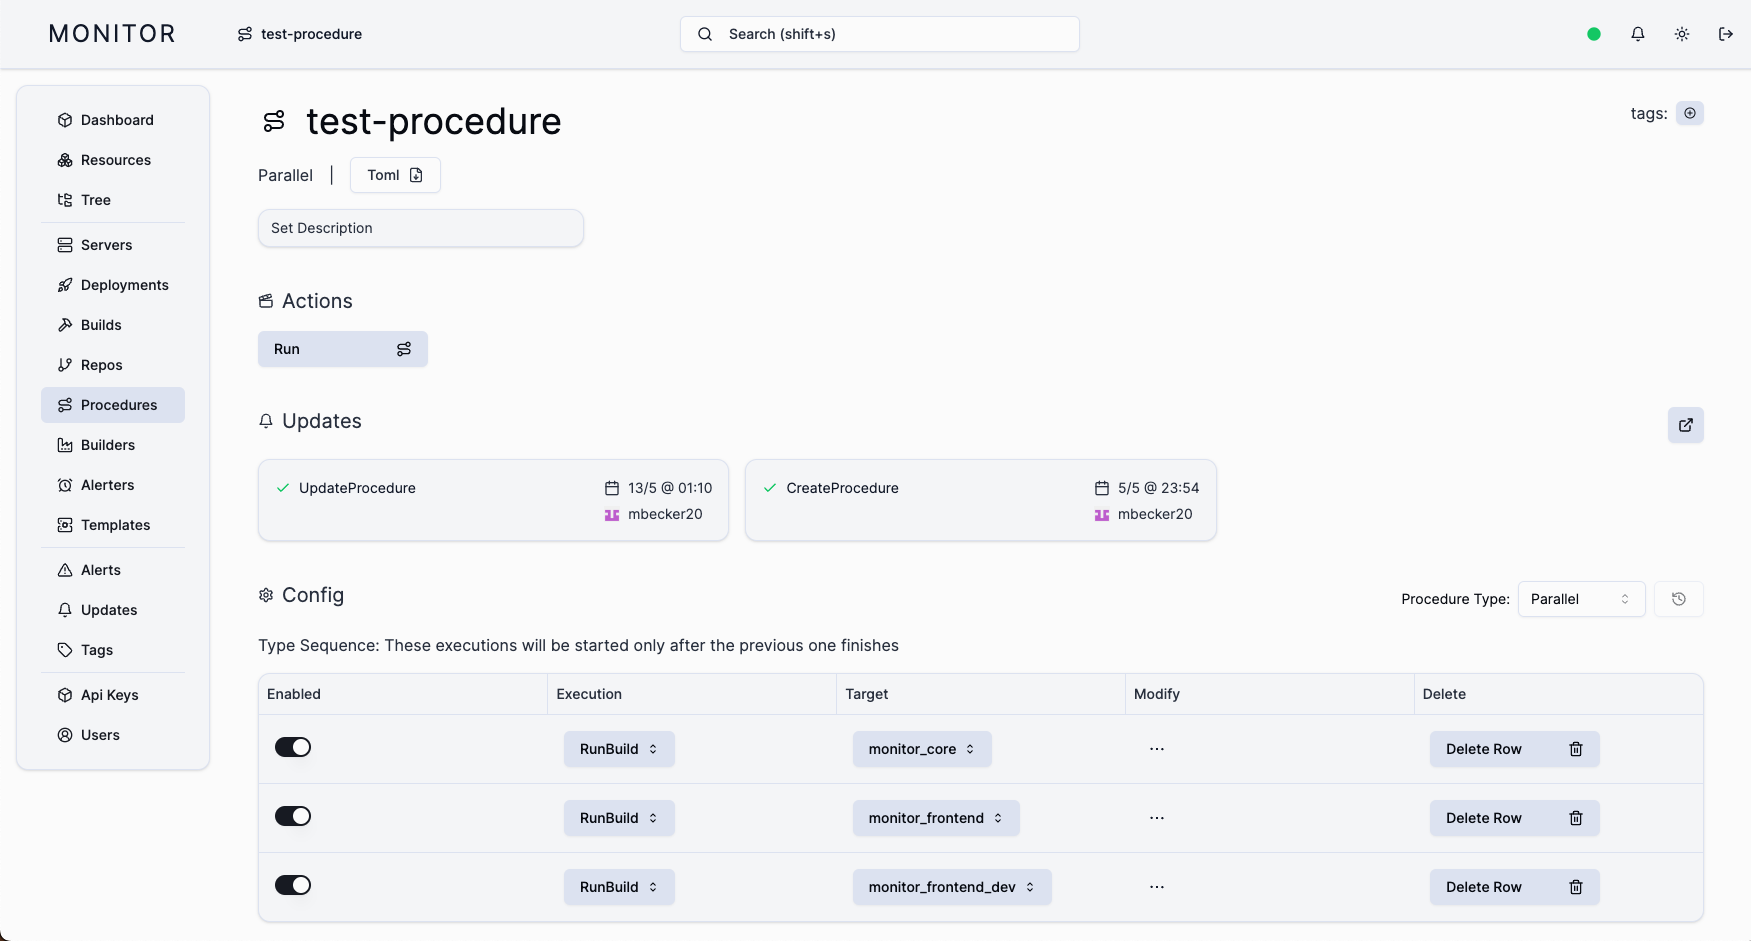 MONITOR
test-procedure
Search (shift+s)
Dashboard
Resources
Tree
Servers
Deployments
Builds
Repos
Procedures
Builders
Alerters
Templates
Alerts
Updates
Tags
Api Keys
Users
test-procedure
tags:
Parallel
Toml
Set Description
Actions
Run
Updates
UpdateProcedure
13/5 @ 01:10
mbecker20
CreateProcedure
5/5 @ 23:54
mbecker20
Config
Procedure Type: Parallel
Type Sequence: These executions will be started only after the previous one finishes
Enabled Execution Target Modify Delete
RunBuild monitor_core ... Delete Row
RunBuild monitor_frontend ... Delete Row
RunBuild monitor_frontend_dev ... Delete Row